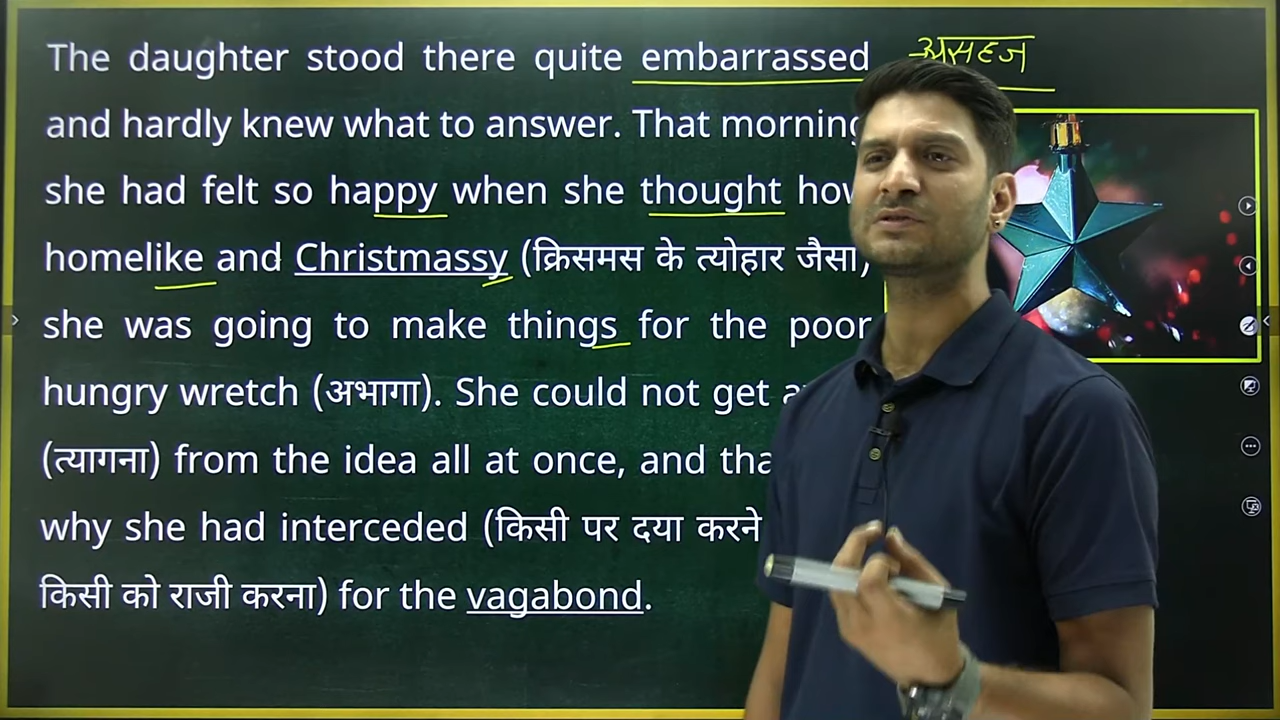 The daughter stood there quite embarrassed असहज
and hardly knew what to answer. That morning
she had felt so happy when she thought how
homelike and Christmassy (क्रिसमस के त्योहार जैसा)
she was going to make things for the poor
hungry wretch (अभागा). She could not get
(त्यागना) from the idea all at once, and
why she had interceded (किसी पर दया करने
किसी को राजी करना) for the vagabond.